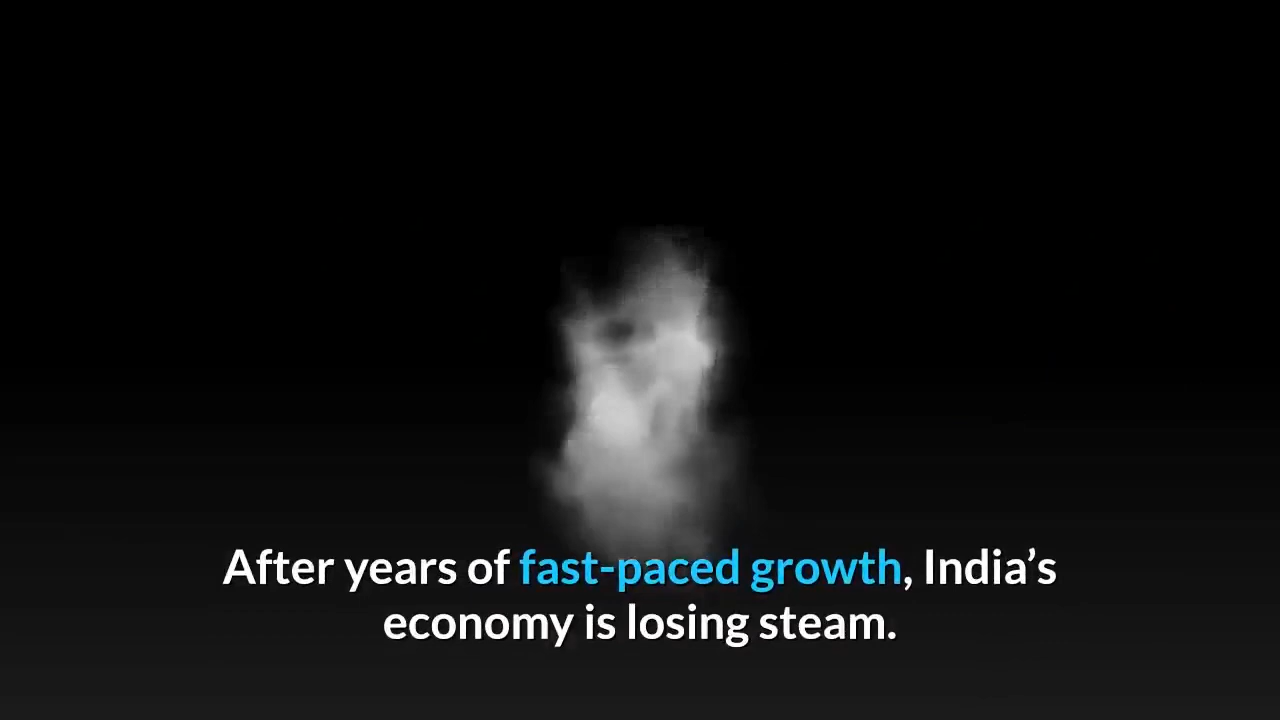 After years of fast-paced growth, India’s
economy is losing steam.